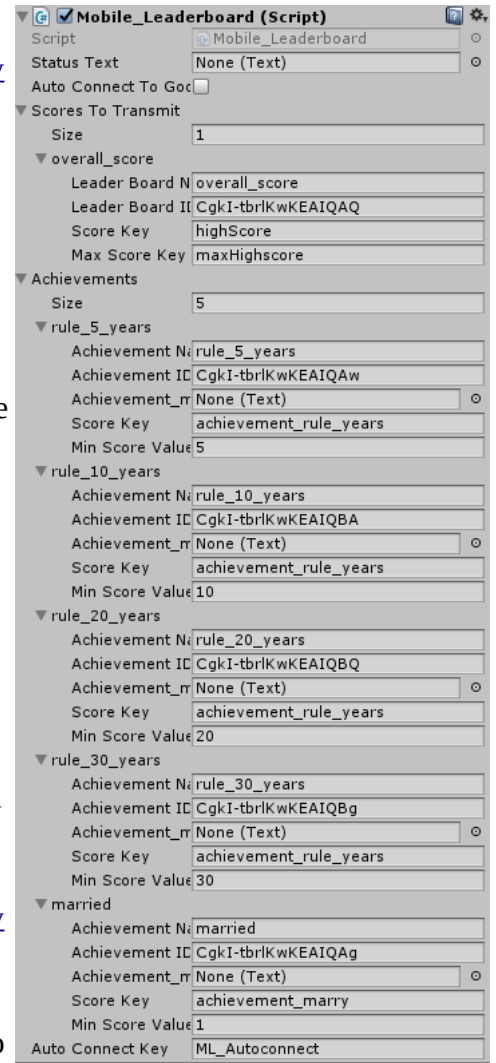 Mobile_Leaderboard (Script)
Script Mobile_Leaderboard
Status Text None (Text)
Auto Connect To Goo
Scores To Transmit
Size 1
overall_score
Leader Board N overall_score
Leader Board ID CgkI-tbrlKwKEAIQAQ
Score Key highScore
Max Score Key maxHighscore
Achievements
Size 5
rule_5_years
Achievement Na rule_5_years
Achievement ID CgkI-tbrlKwKEAIQAw
Achievement_m None (Text)
Score Key achievement_rule_years
Min Score Value 5
rule_10_years
Achievement Na rule_10_years
Achievement ID CgkI-tbrlKwKEAIQBA
Achievement_m None (Text)
Score Key achievement_rule_years
Min Score Value 10
rule_20_years
Achievement Na rule_20_years
Achievement ID CgkI-tbrlKwKEAIQBQ
Achievement_m None (Text)
Score Key achievement_rule_years
Min Score Value 20
rule_30_years
Achievement Na rule_30_years
Achievement ID CgkI-tbrlKwKEAIQBg
Achievement_m None (Text)
Score Key achievement_rule_years
Min Score Value 30
married
Achievement Na married
Achievement ID CgkI-tbrlKwKEAIQAg
Achievement_m None (Text)
Score Key achievement_marry
Min Score Value 1
Auto Connect Key ML_Autoconnect